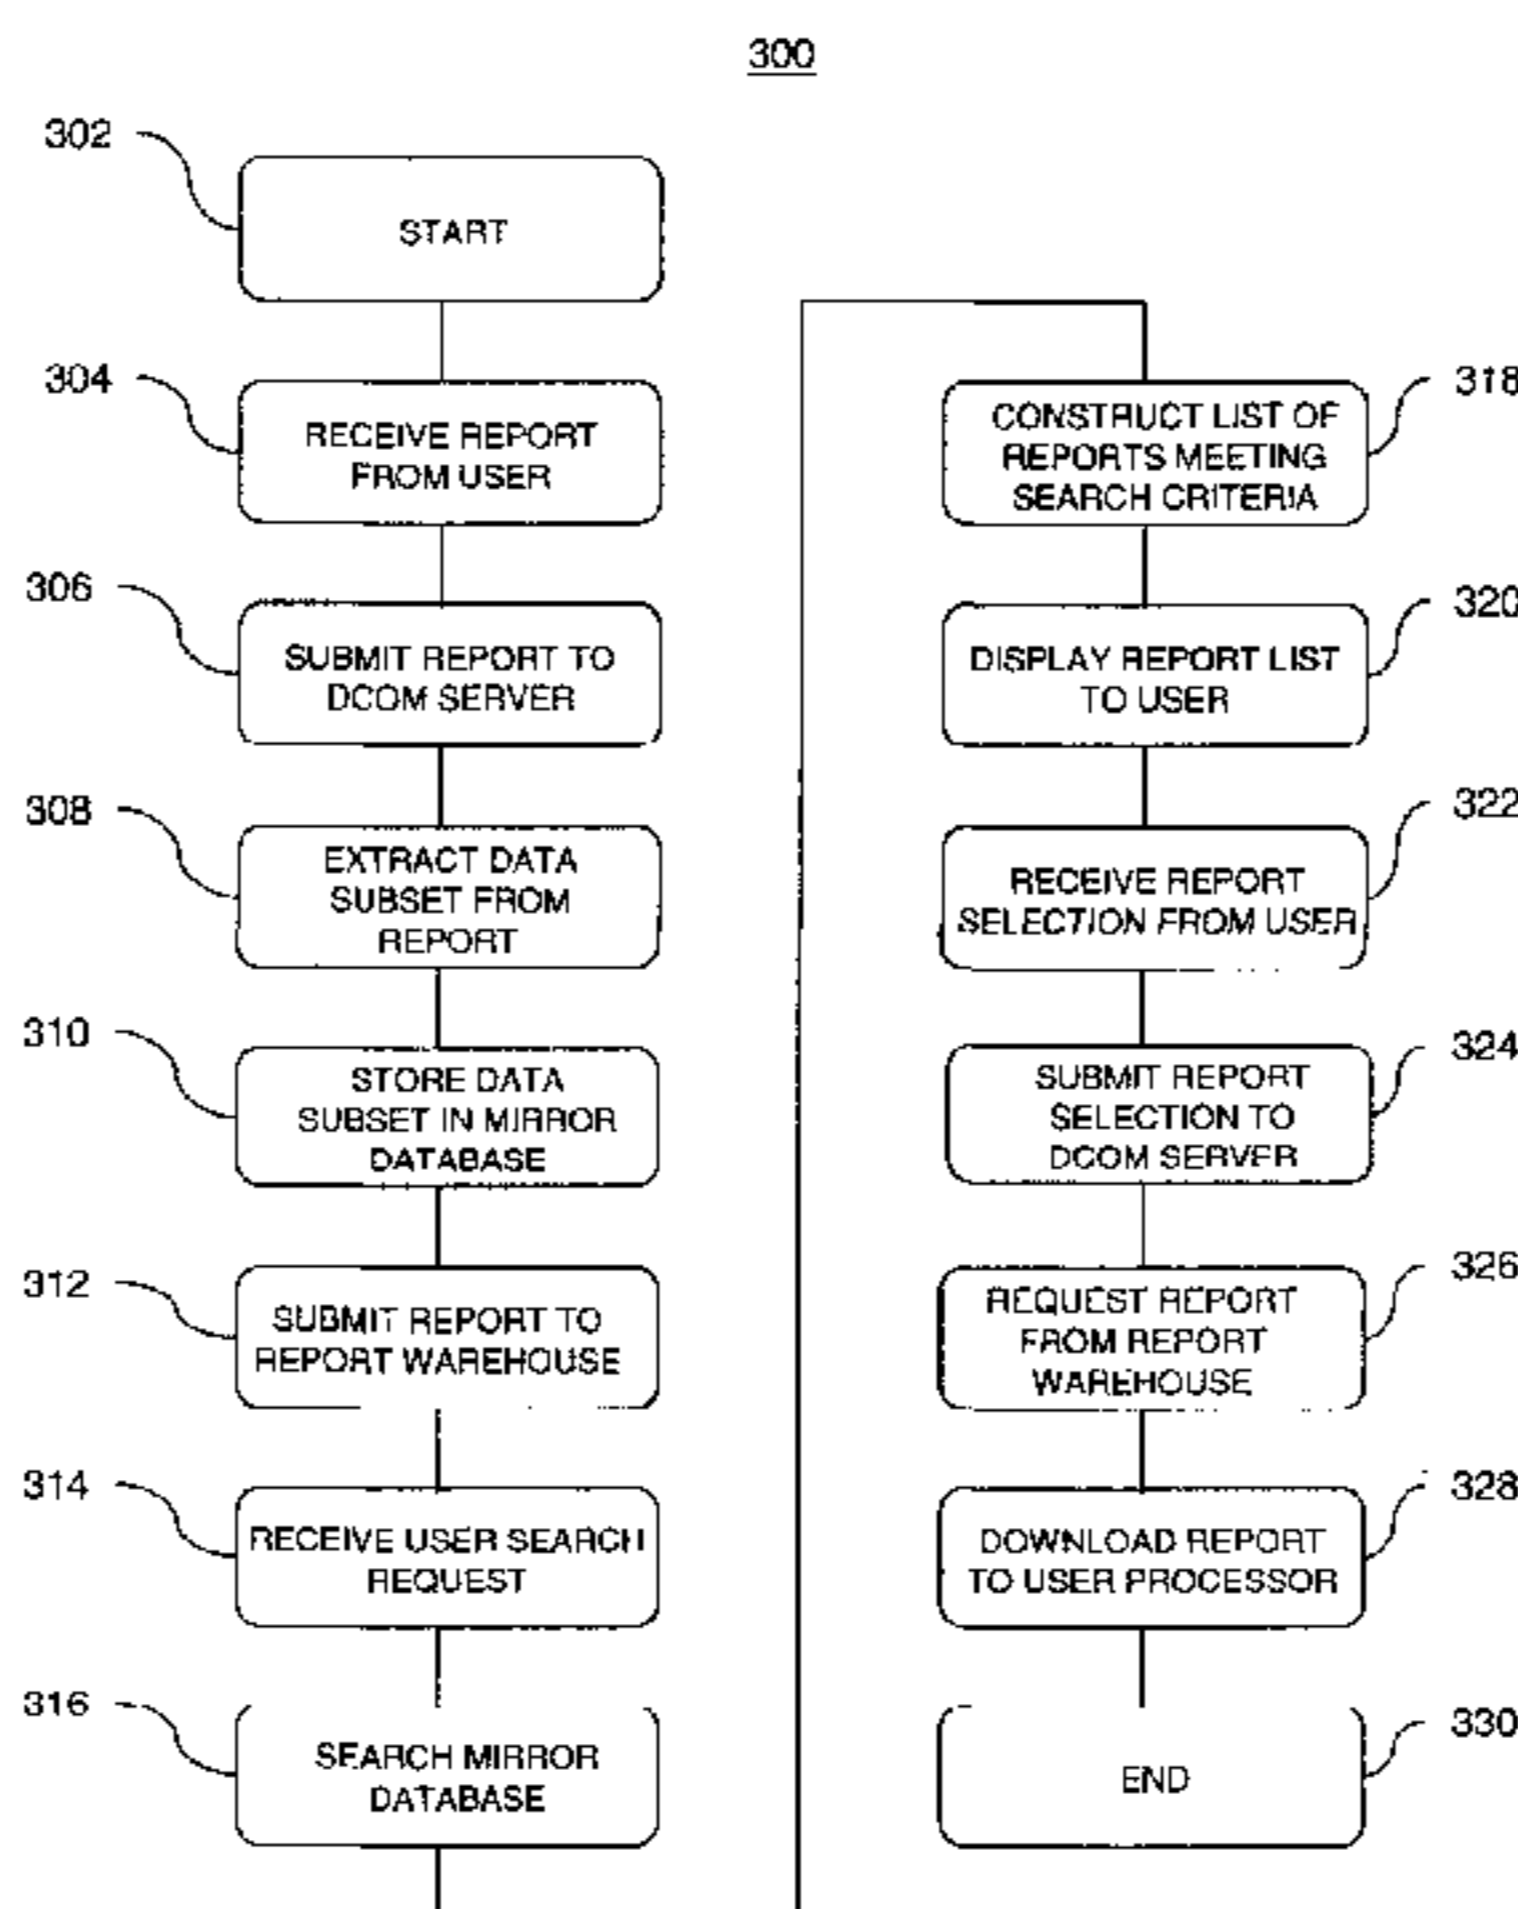 300
302
START
304
RECEIVE REPORT
FROM USER
306
SUBMIT REPORT TO
DCOM SERVER
308
EXTRACT DATA
SUBSET FROM
REPORT
310
STORE DATA
SUBSET IN MIRROR
DATABASE
312
SUBMIT REPORT TO
REPORT WAREHOUSE
314
RECEIVE USER SEARCH
REQUEST
316
SEARCH MIRROR
DATABASE
318
CONSTRUCT LIST OF
REPORTS MEETING
SEARCH CRITERIA
320
DISPLAY REPORT LIST
TO USER
322
RECEIVE REPORT
SELECTION FROM USER
324
SUBMIT REPORT
SELECTION TO
DCOM SERVER
326
REQUEST REPORT
FROM REPORT
WAREHOUSE
328
DOWNLOAD REPORT
TO USER PROCESSOR
330
END